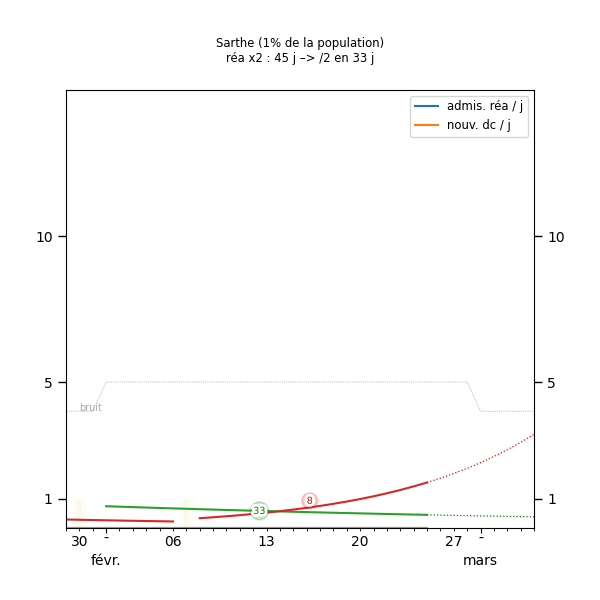 Sarthe (1% de la population)
réa x2 : 45 j –> /2 en 33 j
admis. réa / j
nouv. dc / j
10 10
5 5
bruit
1 1
8
33
30 - 06 13 20 27 -
févr. mars